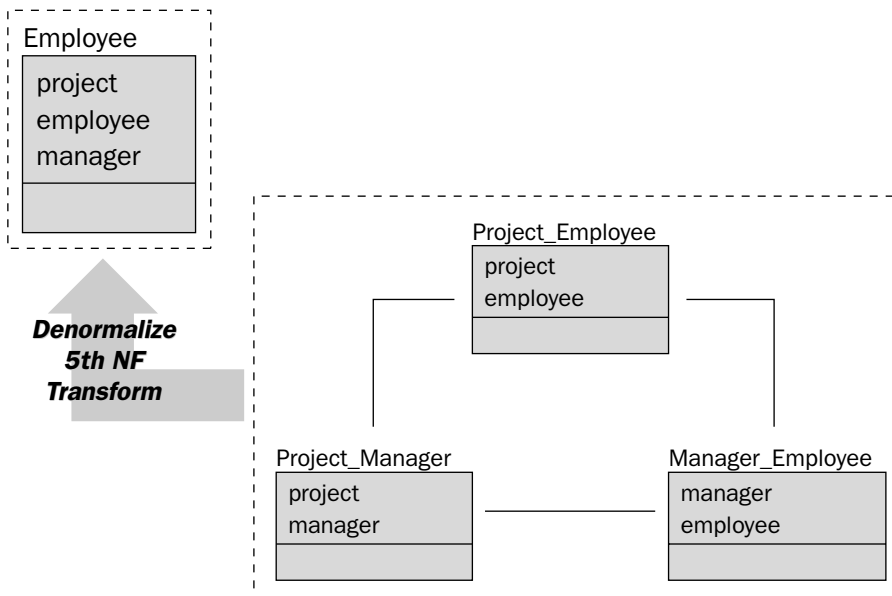 Employee
project
employee
manager
Denormalize
5th NF
Transform
Project_Employee
project
employee
Project_Manager
project
manager
Manager_Employee
manager
employee